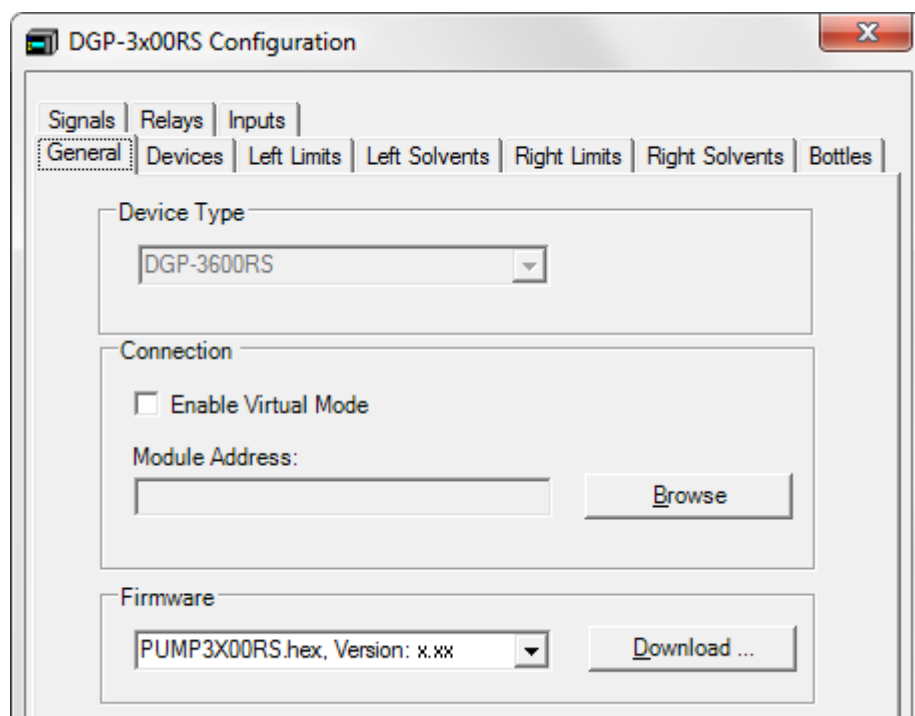 DGP-3x00RS Configuration
Signals Relays Inputs
General Devices Left Limits Left Solvents Right Limits Right Solvents Bottles
Device Type
DGP-3600RS
Connection
Enable Virtual Mode
Module Address:
Browse
Firmware
PUMP3X00RS.hex, Version: x.xx Download ...